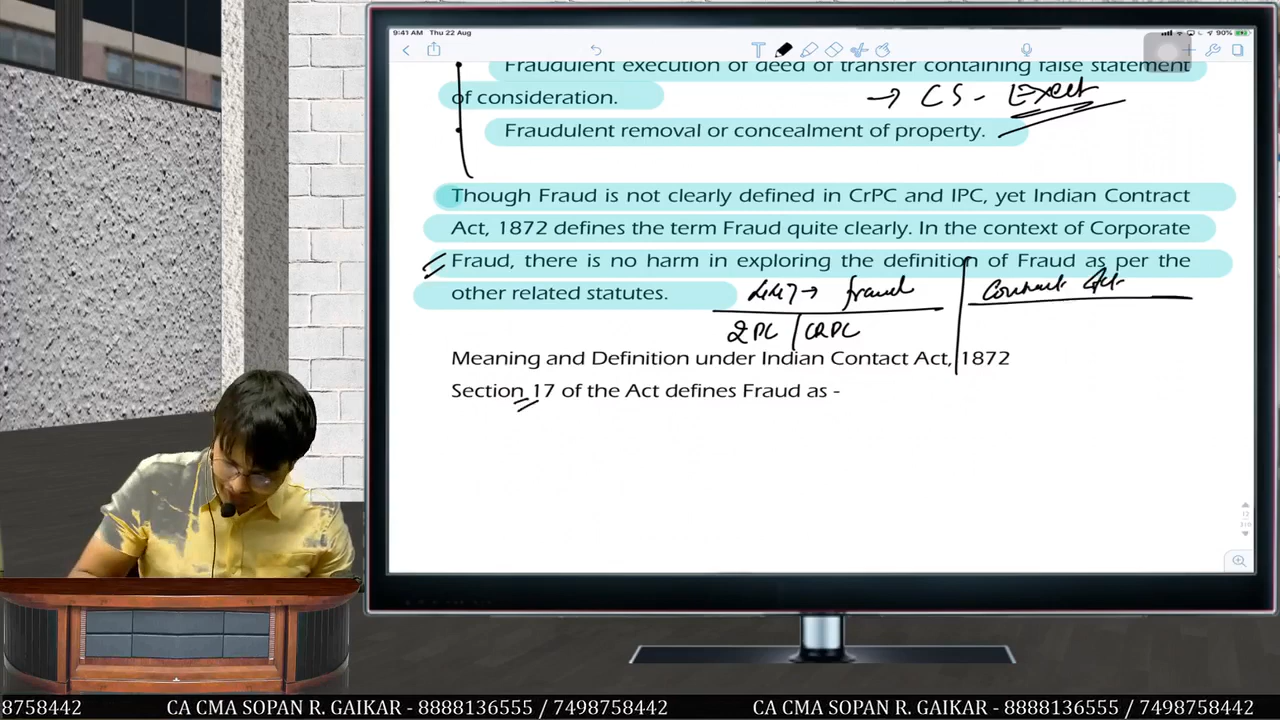 9:41 AM Thu 22 Aug
90%
Fraudulent execution of deed of transfer containing false statement
of consideration.
→ CS - Exect
Fraudulent removal or concealment of property.
Though Fraud is not clearly defined in CrPC and IPC, yet Indian Contract
Act, 1872 defines the term Fraud quite clearly. In the context of Corporate
Fraud, there is no harm in exploring the definition of Fraud as per the
other related statutes.
447 → fraud
Contract Act
IPC | CRPC
Meaning and Definition under Indian Contact Act, 1872
Section 17 of the Act defines Fraud as -
12
210
8758442 CA CMA SOPAN R. GAIKAR - 8888136555 / 7498758442 CA CMA SOPAN R. GAIKAR - 8888136555 / 7498758442